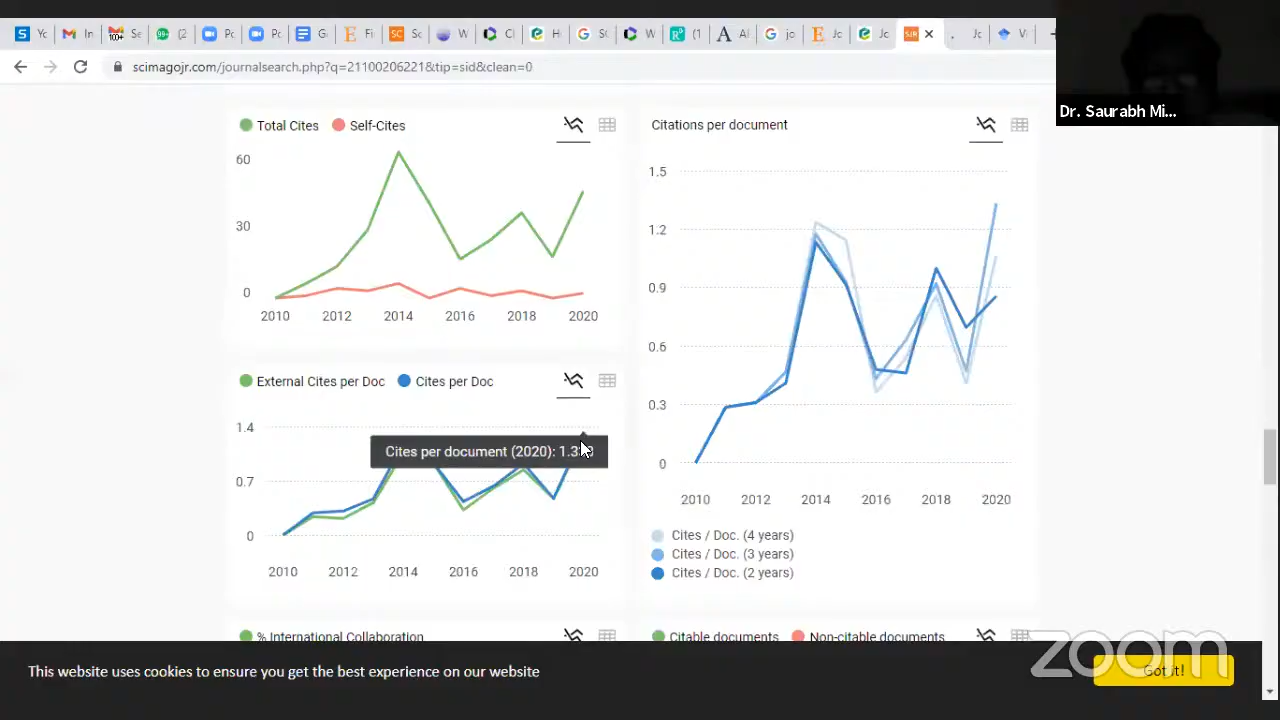 scimagojr.com/journalsearch.php?q=21100206221&tip=sid&clean=0
Dr. Saurabh Mi...
Total Cites
Self-Cites
60
30
0
2010 2012 2014 2016 2018 2020
Citations per document
1.5
1.2
0.9
0.6
0.3
0
2010 2012 2014 2016 2018 2020
Cites / Doc. (4 years)
Cites / Doc. (3 years)
Cites / Doc. (2 years)
External Cites per Doc
Cites per Doc
1.4
0.7
0
Cites per document (2020):
2010 2012 2014 2016 2018 2020
% International Collaboration
Citable documents
Non-citable documents
This website uses cookies to ensure you get the best experience on our website
Got it!
zoom